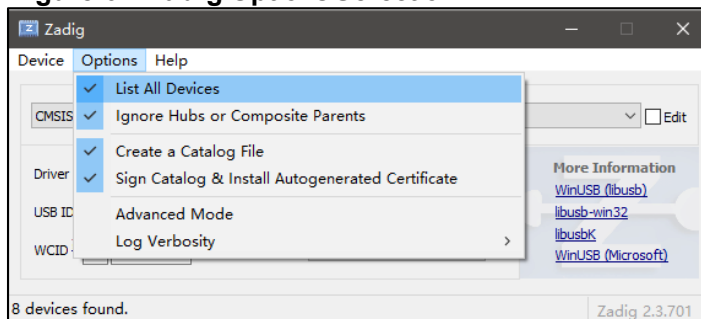 Zadig
Device Options Help
List All Devices
CMSIS Ignore Hubs or Composite Parents Edit
Create a Catalog File
Driver Sign Catalog & Install Autogenerated Certificate More Information
WinUSB (libusb)
USB ID Advanced Mode libusb-win32
Log Verbosity libusbK
WCID WinUSB (Microsoft)
8 devices found. Zadig 2.3.701